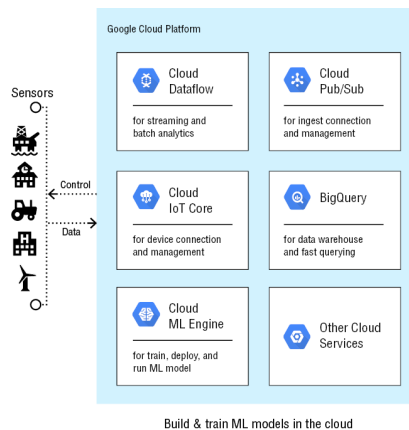 Google Cloud Platform
Sensors
Control
Data
Cloud
Dataflow
for streaming and
batch analytics
Cloud
Pub/Sub
for ingest connection
and management
Cloud
IoT Core
for device connection
and management
BigQuery
for data warehouse
and fast querying
Cloud
ML Engine
for train, deploy, and
run ML model
Other Cloud
Services
Build & train ML models in the cloud